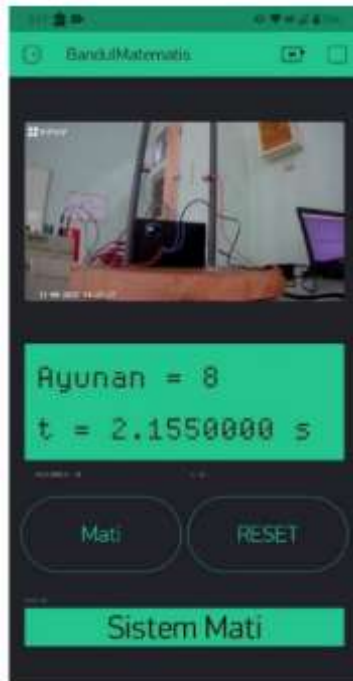 BandulMatematis
Ayunan = 8
t = 2.1550000 s
Mati
RESET
Sistem Mati